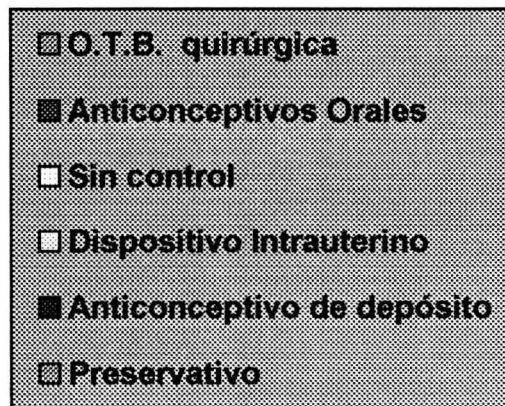 O.T.B. quirúrgica
Anticonceptivos Orales
Sin control
Dispositivo Intrauterino
Anticonceptivo de depósito
Preservativo